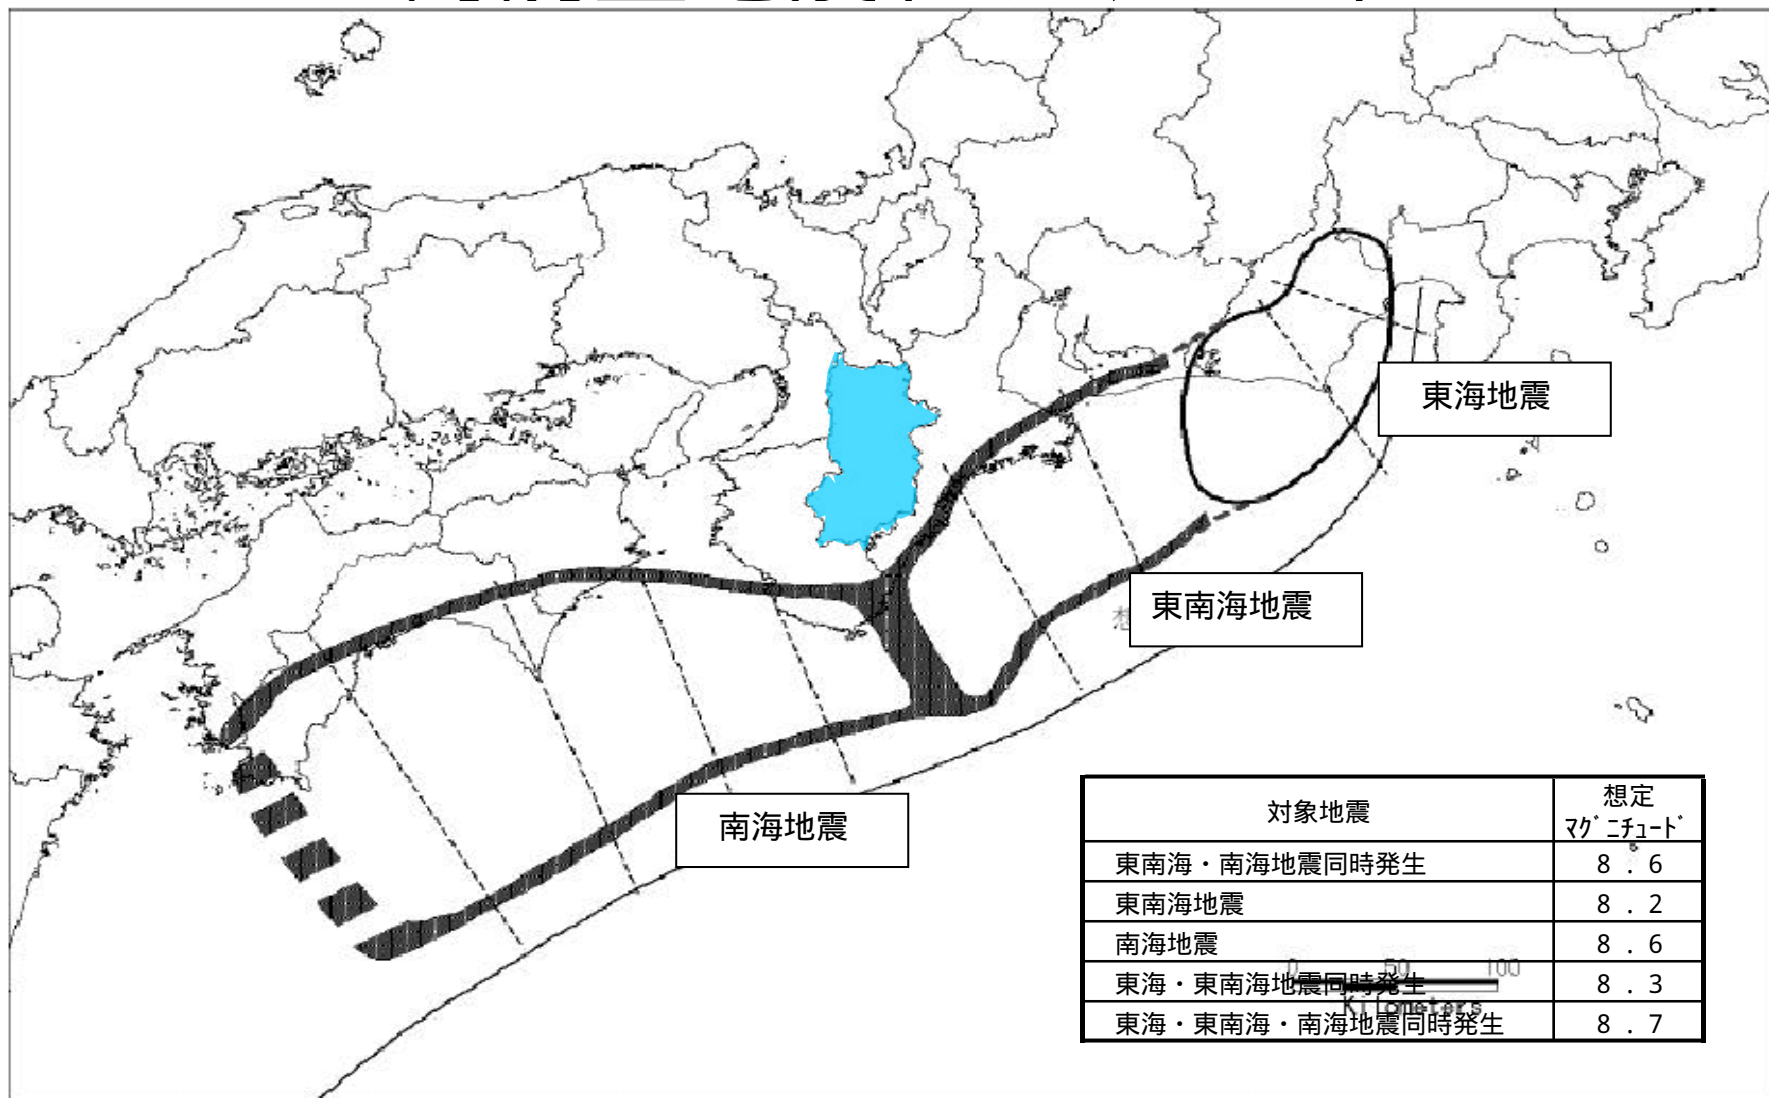 東海地震
想
東南海地震
南海地震
対象地震 想定
ﾏｸﾞﾆﾁｭｰﾄﾞ
東南海・南海地震同時発生 ８．６
東南海地震 ８．２
南海地震 ８．６
0 50 100
東海・東南海地震同時発生 ８．３
Kilometers
東海・東南海・南海地震同時発生 ８．７